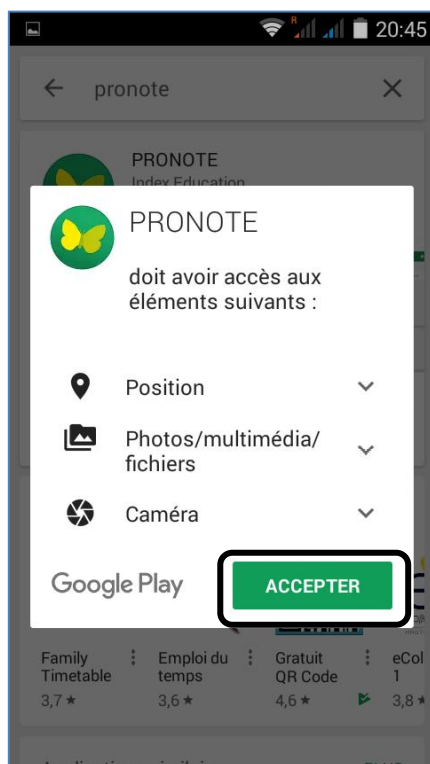 R
20:45
pronote
PRONOTE
Index Education
PRONOTE
doit avoir accès aux
éléments suivants :
Position
Photos/multimédia/
fichiers
Caméra
Google Play
ACCEPTER
Family
Timetable
3,7 ★
Emploi du
temps
3,6 ★
Gratuit
QR Code
4,6 ★
eCol
1
3,8 ★